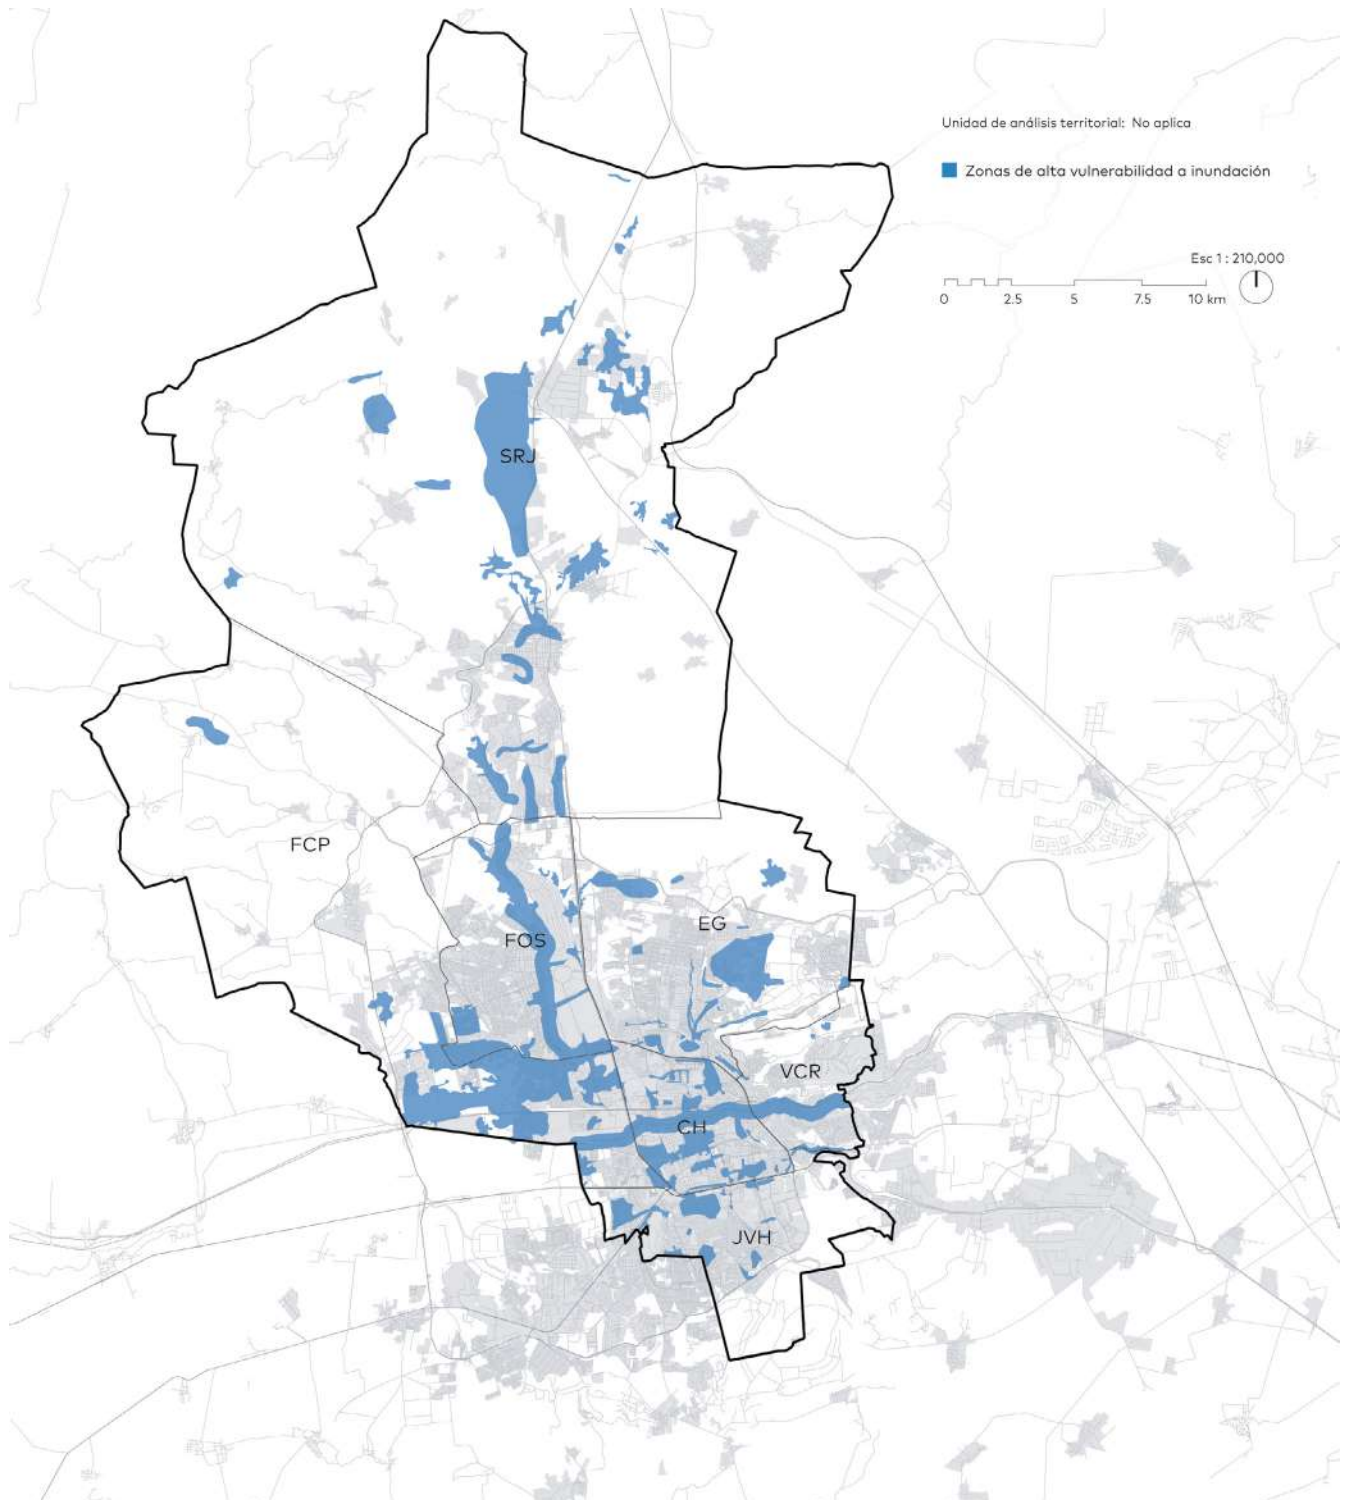 Unidad de análisis territorial: No aplica
Zonas de alta vulnerabilidad a inundación
Esc 1 : 210,000
0 2.5 5 7.5 10 km
SRJ
FCP
EG
FOS
VCR
CH
JVH